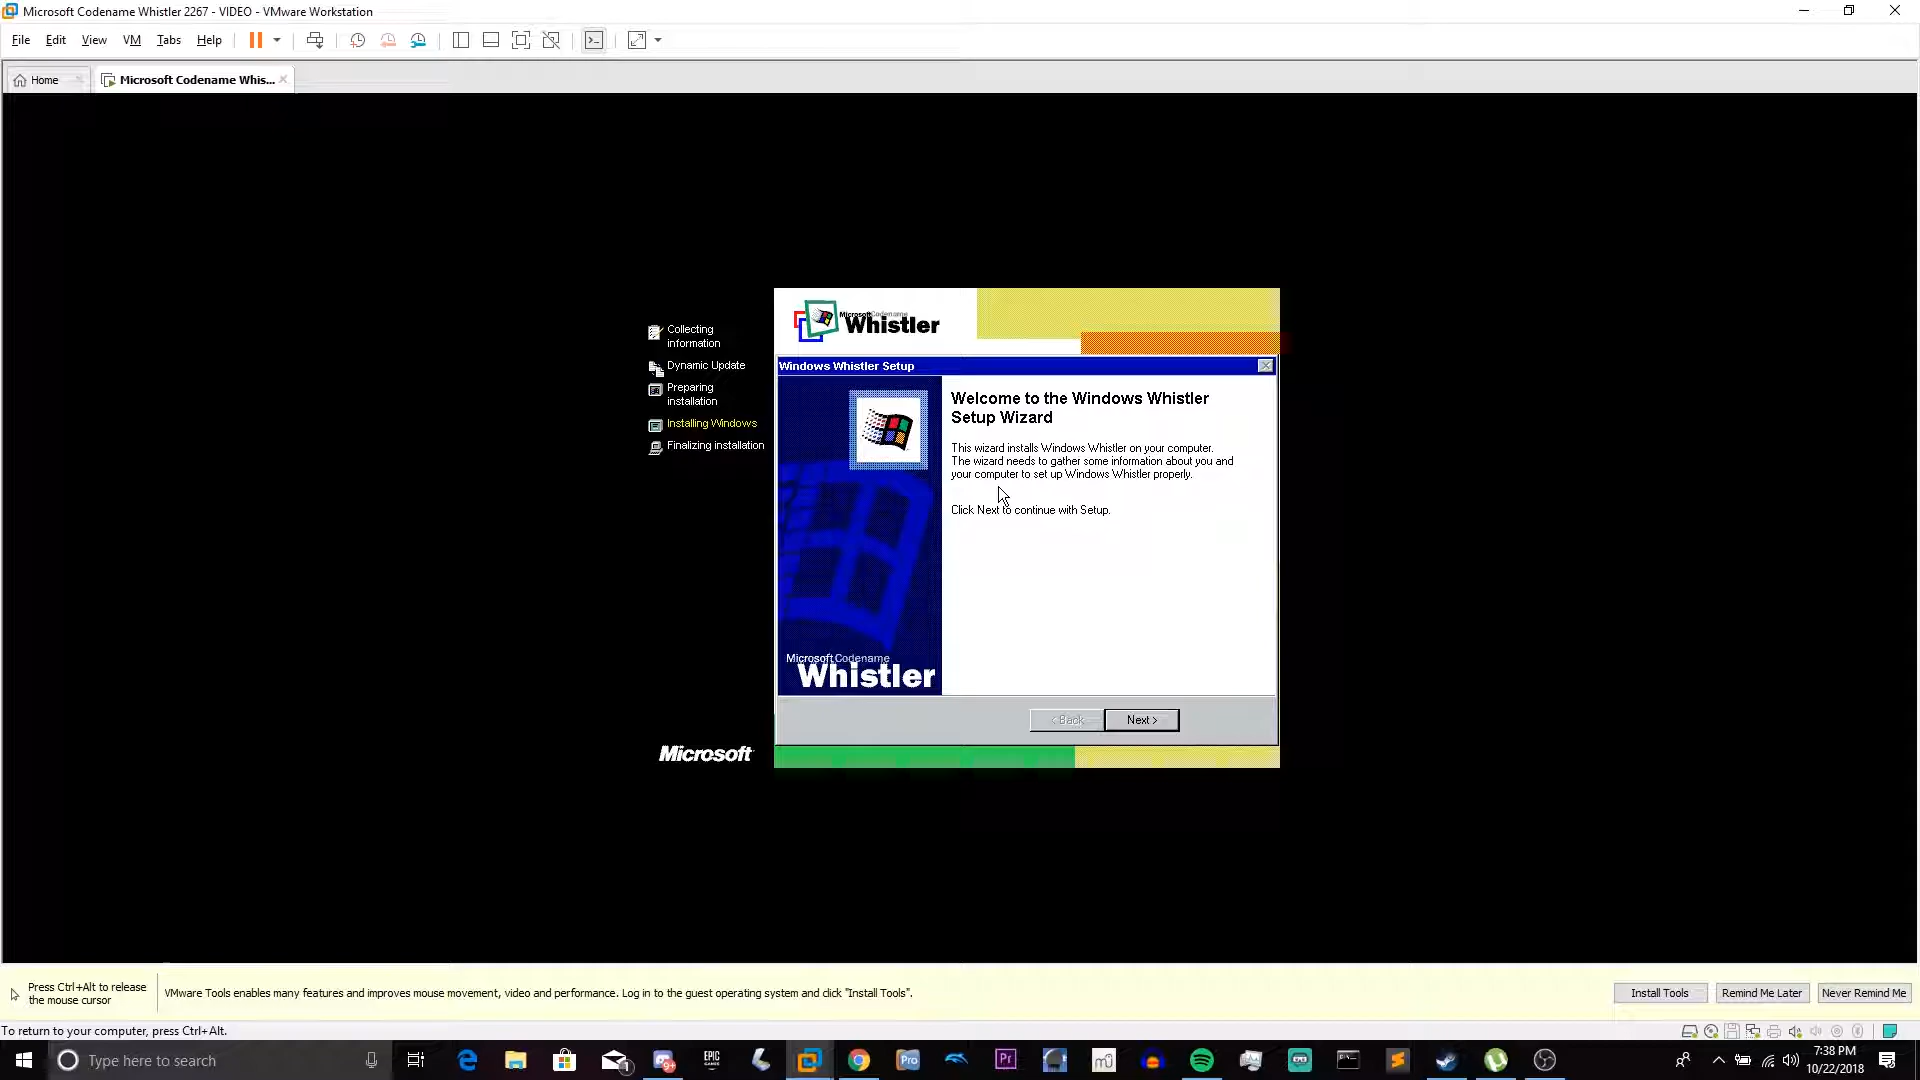 Microsoft Codename Whistler 2267 - VIDEO - VMware Workstation
File Edit View VM Tabs Help
Home
Microsoft Codename Whis...
Collecting
information
Dynamic Update
Preparing
installation
Installing Windows
Finalizing installation
Microsoft
Microsoft Codename
Whistler
Windows Whistler Setup
Welcome to the Windows Whistler
Setup Wizard
This wizard installs Windows Whistler on your computer.
The wizard needs to gather some information about you and
your computer to set up Windows Whistler properly.
Click Next to continue with Setup.
Microsoft Codename
Whistler
< Back
Next >
Press Ctrl+Alt to release
the mouse cursor
VMware Tools enables many features and improves mouse movement, video and performance. Log in to the guest operating system and click "Install Tools".
Install Tools
Remind Me Later
Never Remind Me
To return to your computer, press Ctrl+Alt.
Type here to search
1
EPIC
GAMES
Pro
Pr
7:38 PM
10/22/2018